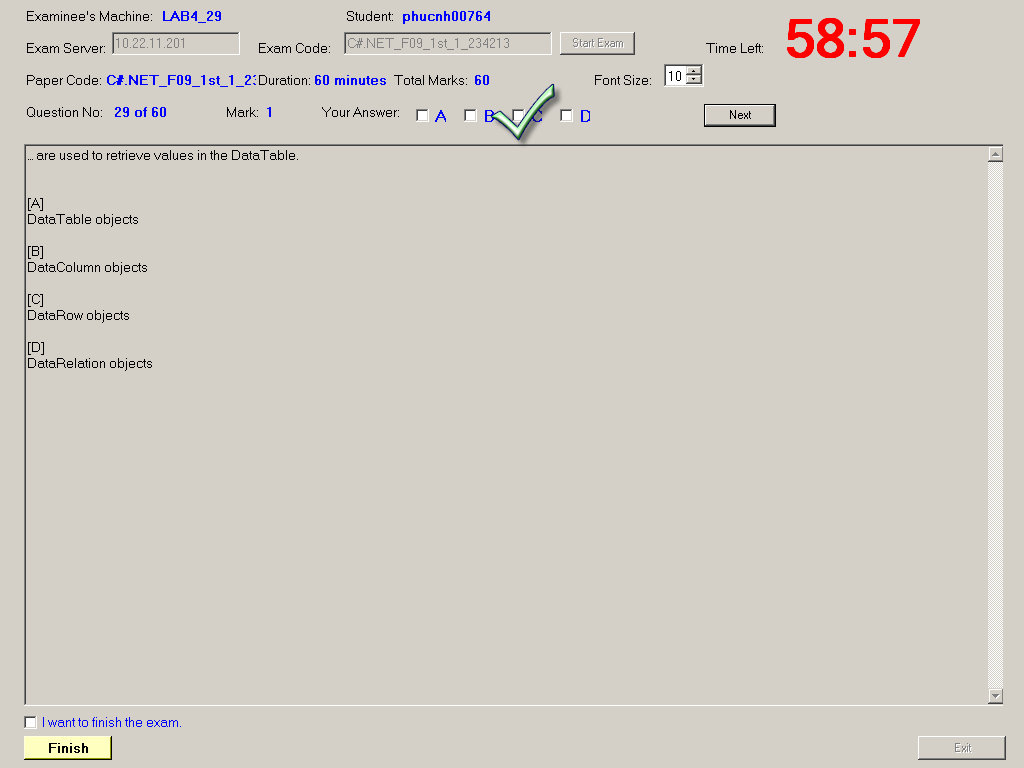 Examinee's Machine: LAB4_29 Student: phucnh00764
58:57
Exam Server: 10.22.11.201 Exam Code: C#.NET_F09_1st_1_234213 Start Exam Time Left:
Paper Code: C#.NET_F09_1st_1_23 Duration: 60 minutes Total Marks: 60 Font Size: 10
Question No: 29 of 60 Mark: 1 Your Answer: A B C D Next
... are used to retrieve values in the DataTable.
[A]
DataTable objects
[B]
DataColumn objects
[C]
DataRow objects
[D]
DataRelation objects
I want to finish the exam.
Finish Exit